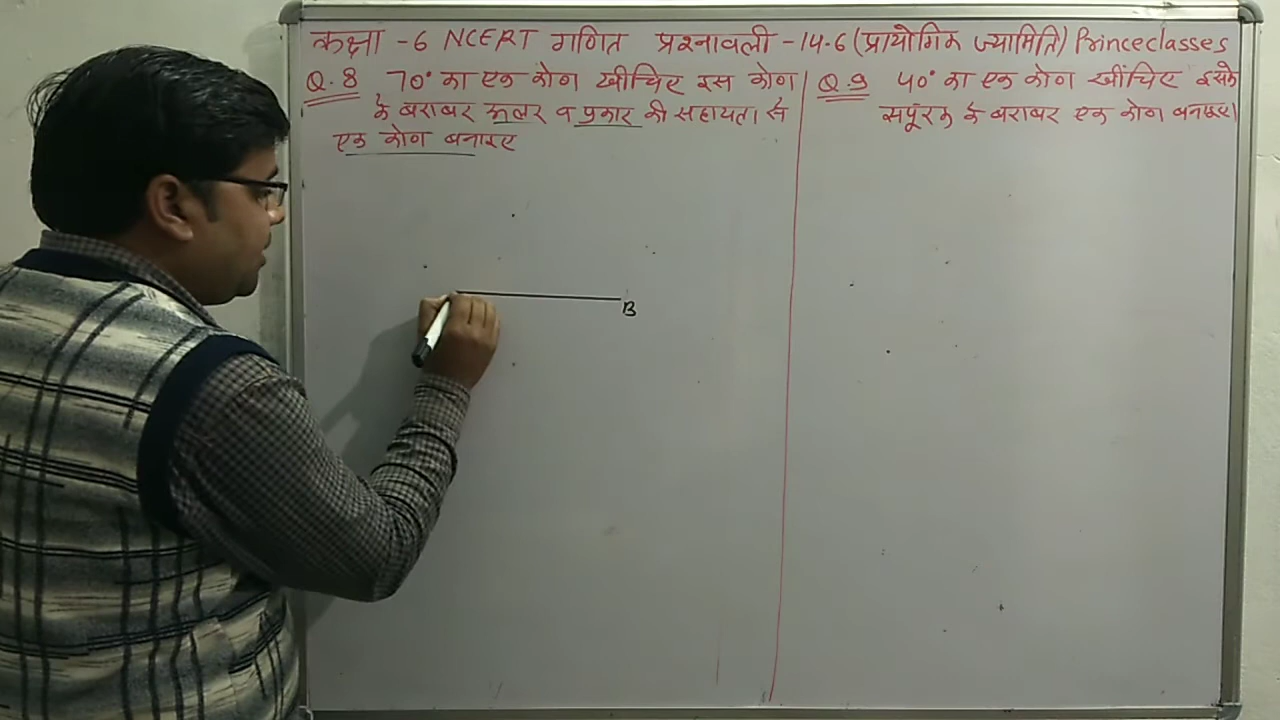 कक्षा -6 NCERT गणित प्रश्नावली -14.6 (प्रायोगिक ज्यामिति) Princeclasses
Q.8 70° का एक कोण खीचिए इस कोण
के बराबर रूलर व प्रकार की सहायता से
एक कोण बनाइए
Q.9 40° का एक कोण खींचिए इसके
सपूंरक के बराबर एक कोण बनाइए।
B